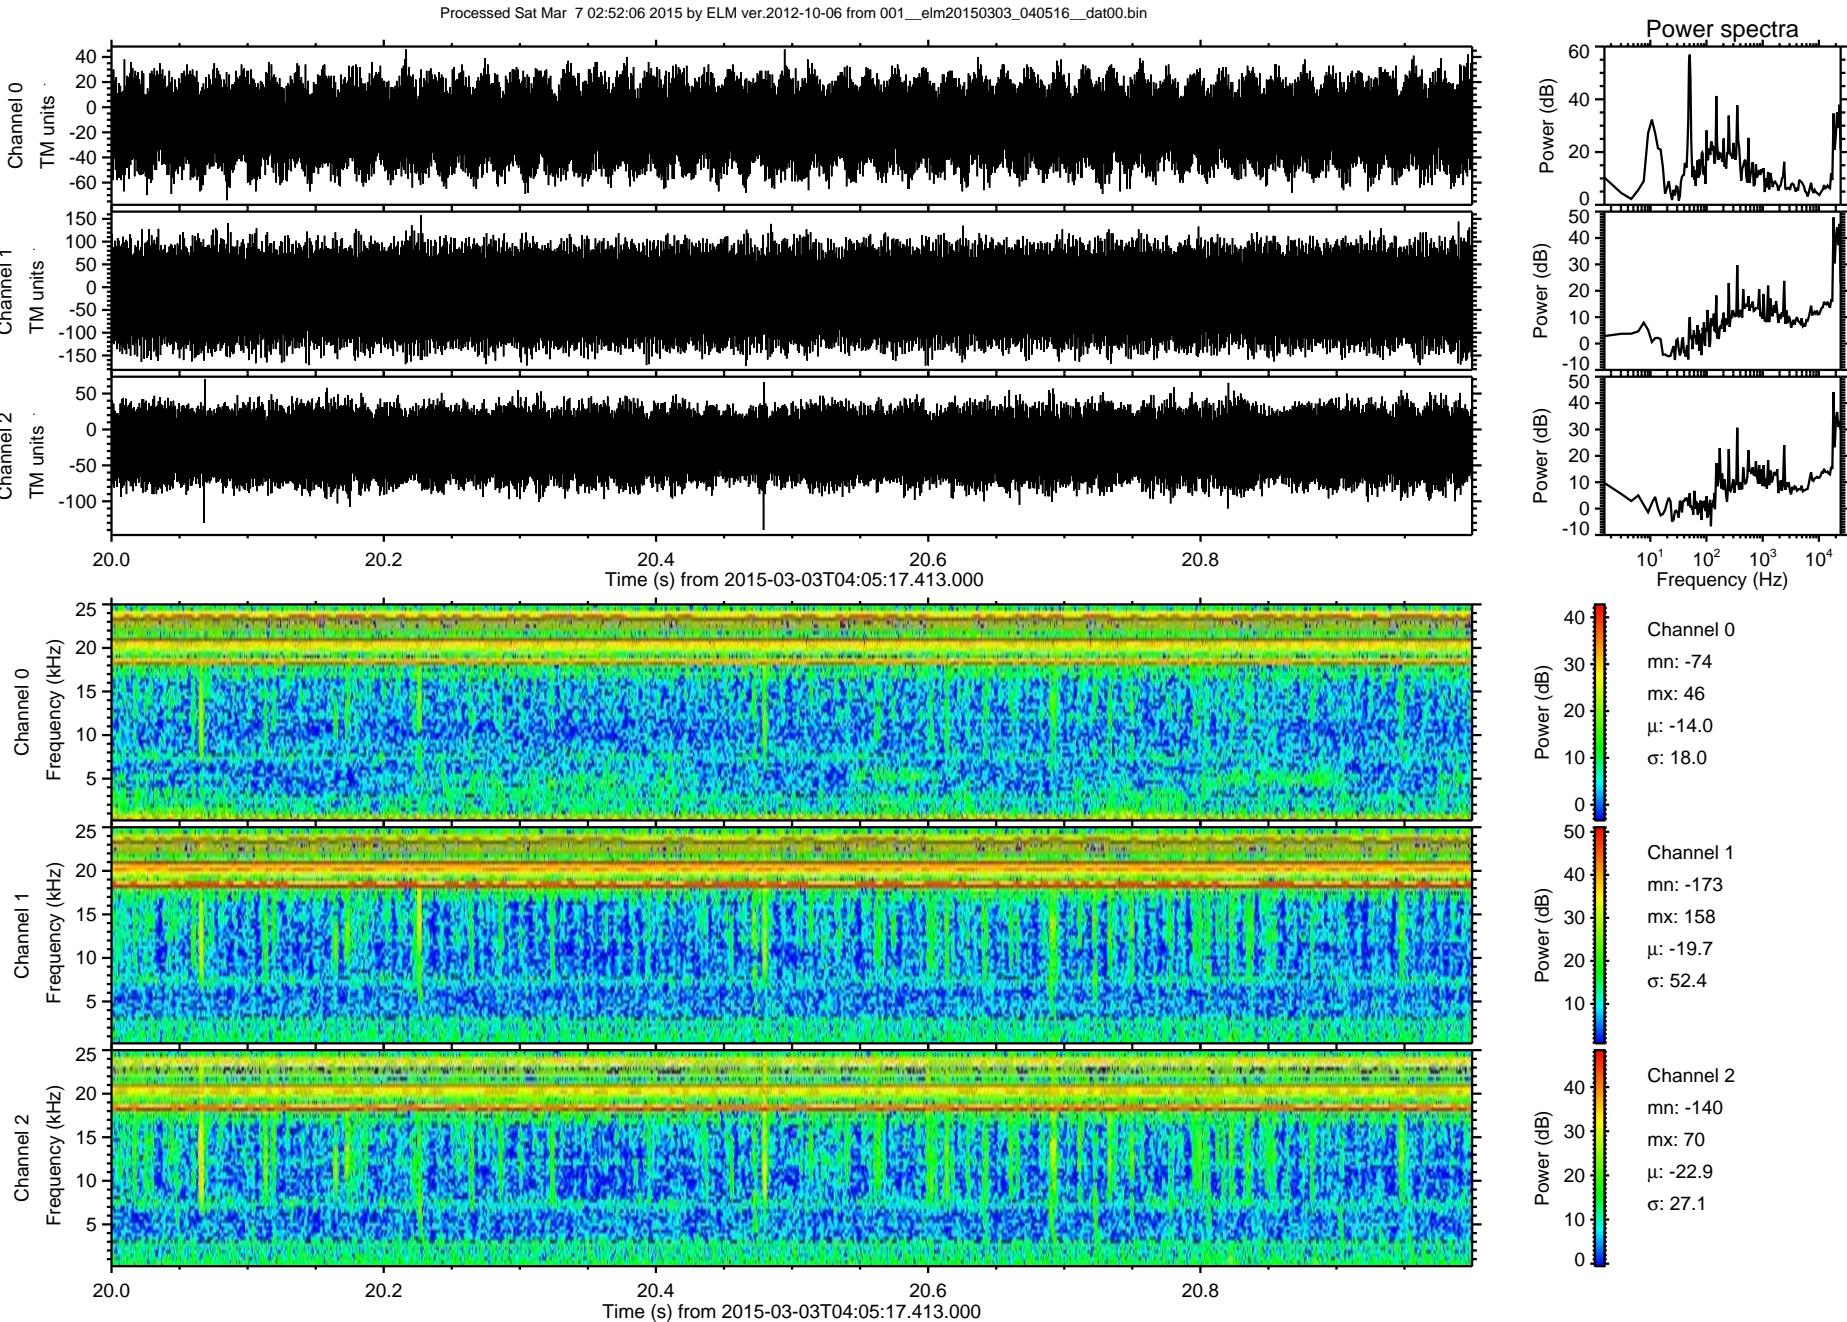 Processed Sat Mar  7 02:52:06 2015 by ELM ver.2012-10-06 from 001__elm20150303_040516__dat00.bin
Power spectra
Channel 0
TM units
40
20
0
-20
-40
-60
Power (dB)
60
40
20
0
Channel 1
TM units
150
100
50
0
-50
-100
-150
Power (dB)
50
40
30
20
10
0
-10
Channel 2
TM units
50
0
-50
-100
Power (dB)
50
40
30
20
10
0
-10
20.0 20.2 20.4 20.6 20.8
Time (s) from 2015-03-03T04:05:17.413.000
10^1 10^2 10^3 10^4
Frequency (Hz)
Channel 0
Frequency (kHz)
25
20
15
10
5
Power (dB)
40
30
20
10
0
Channel 0
mn: -74
mx: 46
μ: -14.0
σ: 18.0
Channel 1
Frequency (kHz)
25
20
15
10
5
Power (dB)
50
40
30
20
10
Channel 1
mn: -173
mx: 158
μ: -19.7
σ: 52.4
Channel 2
Frequency (kHz)
25
20
15
10
5
Power (dB)
40
30
20
10
0
Channel 2
mn: -140
mx: 70
μ: -22.9
σ: 27.1
20.0 20.2 20.4 20.6 20.8
Time (s) from 2015-03-03T04:05:17.413.000